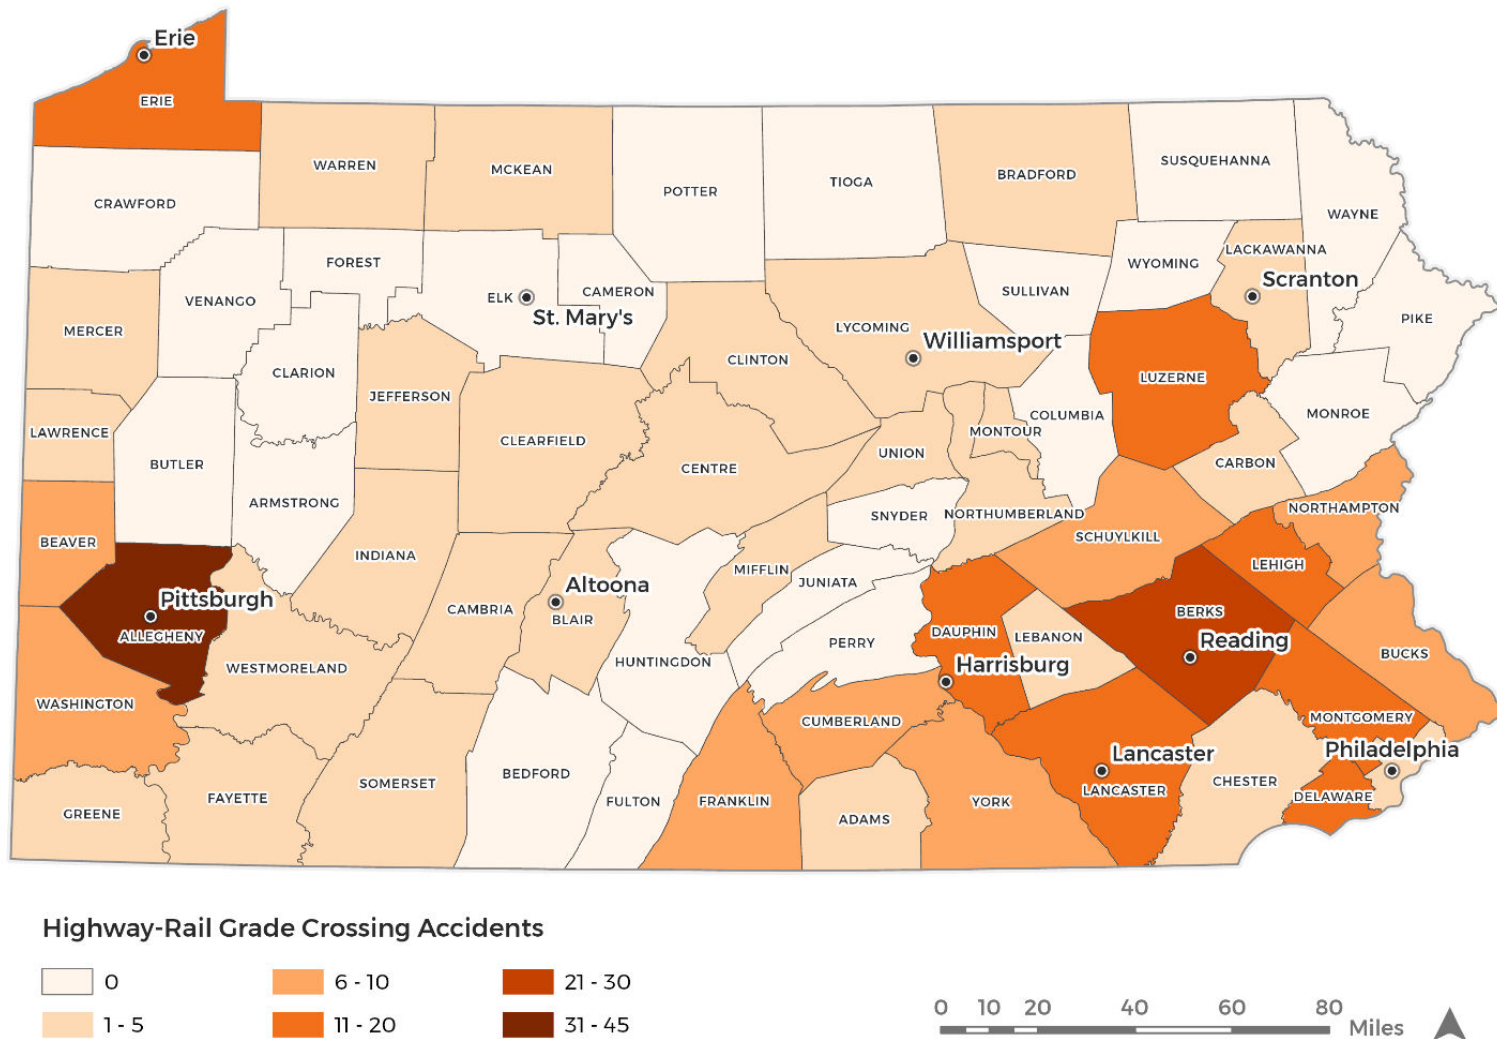 Erie
ERIE
WARREN
MCKEAN
POTTER
TIOGA
BRADFORD
SUSQUEHANNA
WAYNE
CRAWFORD
FOREST
VENANGO
ELK
St. Mary's
CAMERON
SULLIVAN
WYOMING
LACKAWANNA
Scranton
PIKE
MERCER
CLARION
JEFFERSON
CLINTON
LYCOMING
Williamsport
LUZERNE
COLUMBIA
MONTOUR
MONROE
LAWRENCE
BUTLER
ARMSTRONG
CLEARFIELD
CENTRE
UNION
CARBON
SNYDER
NORTHUMBERLAND
SCHUYLKILL
NORTHAMPTON
BEAVER
INDIANA
MIFFLIN
JUNIATA
LEHIGH
Pittsburgh
ALLEGHENY
CAMBRIA
Altoona
BLAIR
HUNTINGDON
PERRY
DAUPHIN
LEBANON
BERKS
Reading
BUCKS
WESTMORELAND
Harrisburg
WASHINGTON
CUMBERLAND
MONTGOMERY
Philadelphia
Lancaster
LANCASTER
CHESTER
DELAWARE
GREENE
FAYETTE
SOMERSET
BEDFORD
FULTON
FRANKLIN
ADAMS
YORK
Highway-Rail Grade Crossing Accidents
0
6 - 10
21 - 30
1 - 5
11 - 20
31 - 45
0 10 20 40 60 80
Miles